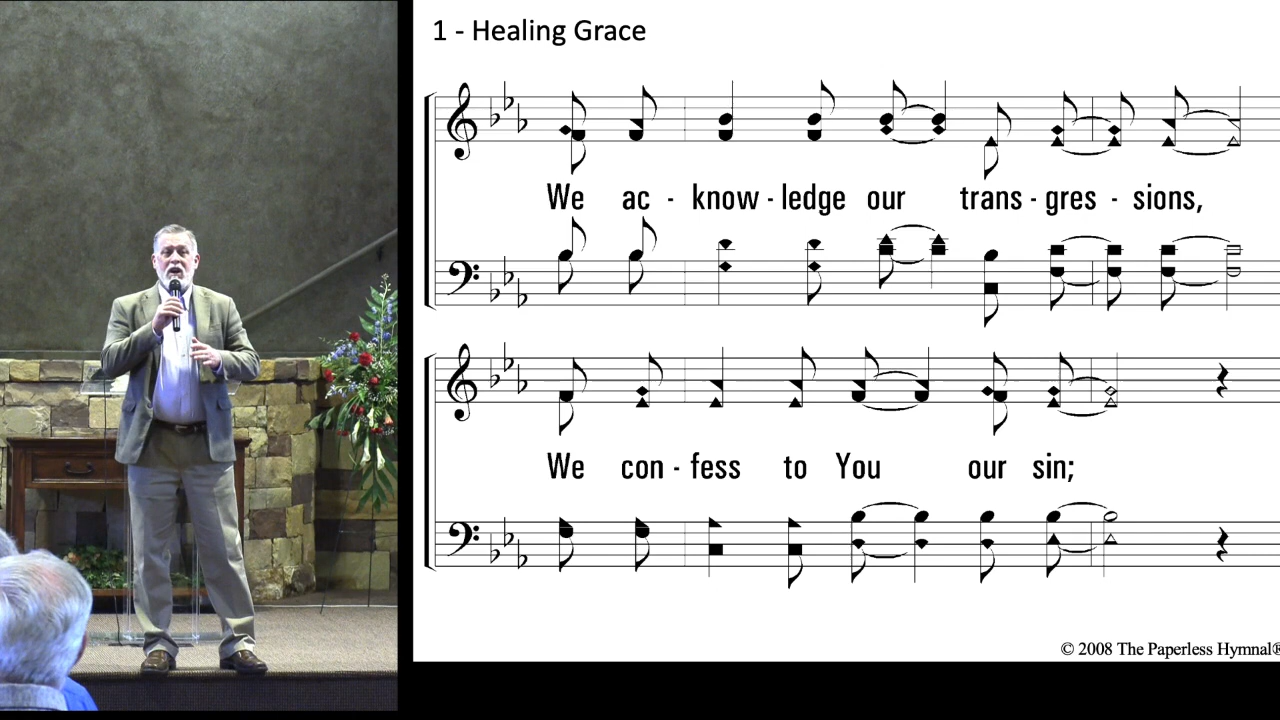 1 - Healing Grace
We ac - know - ledge our trans - gres - sions,
We con - fess to You our sin;
© 2008 The Paperless Hymnal®